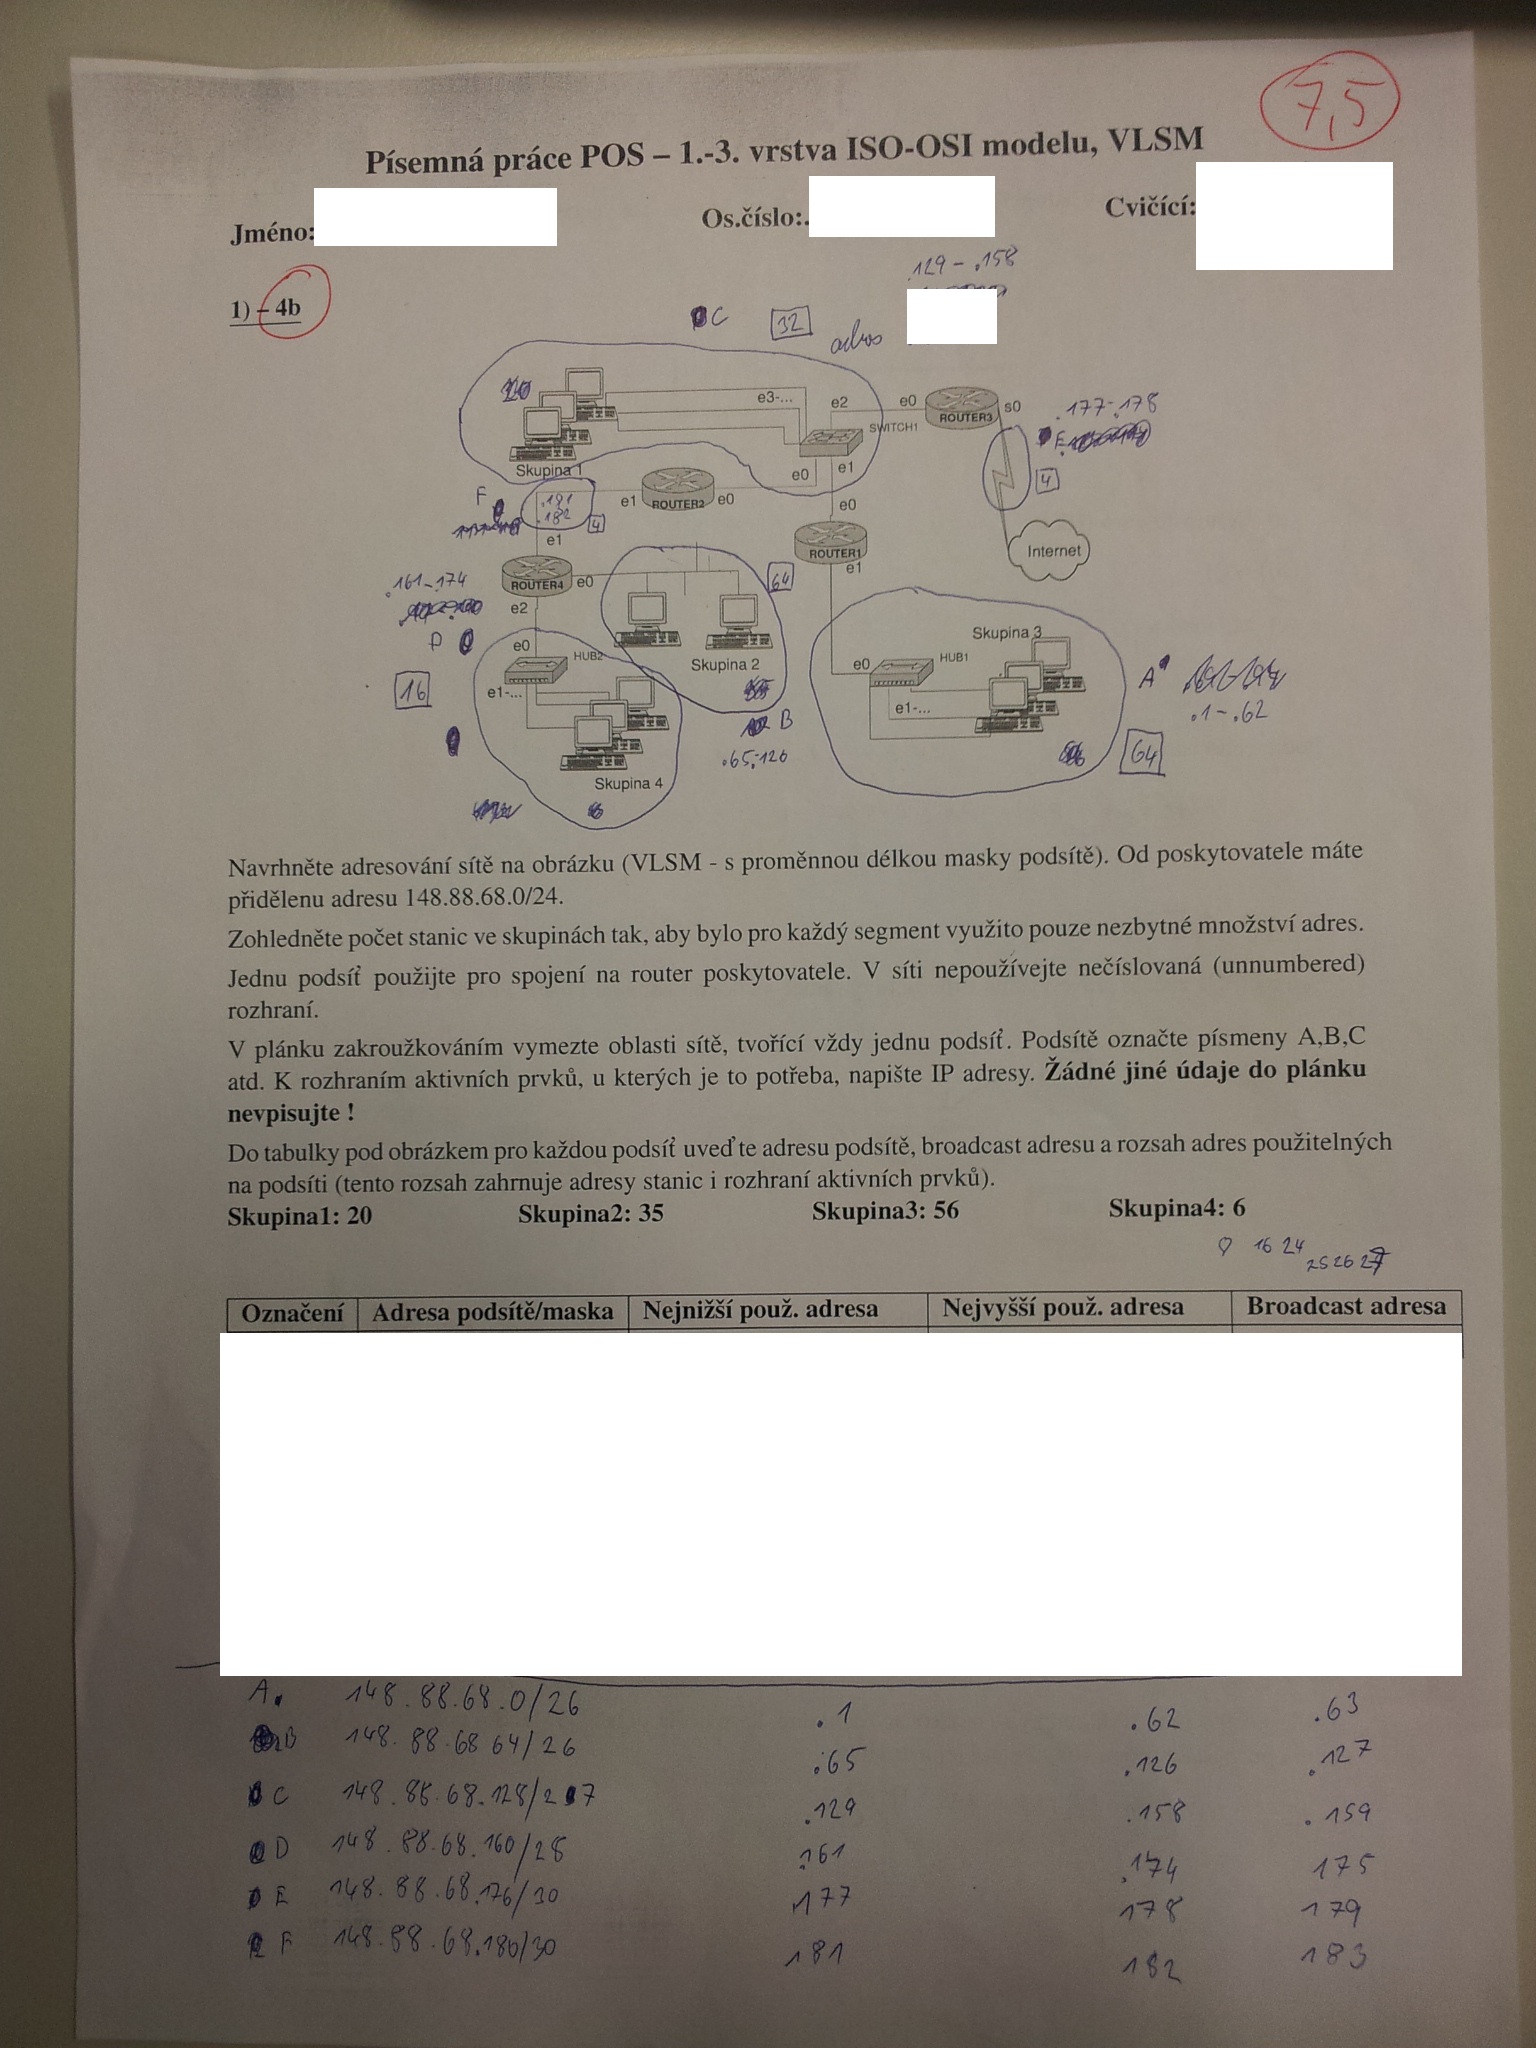 7,5
Písemná práce POS – 1.-3. vrstva ISO-OSI modelu, VLSM
Jméno: Os.číslo:. Cvičící:
.129 - .158
1) – 4b
C 32
e3-... e2 e0 ROUTER3 s0
.177-.178
SWITCH1
E
Skupina 1 e0 e1
4
F .181 e1 ROUTER2 e0
.182 4
e0
e1 ROUTER1 Internet
.161-.174 ROUTER4 e0 64 e1
e2
D e0 HUB2 Skupina 3
16 e1-... Skupina 2 e0 HUB1
A
e1-... .1-.62
B
.65-126 64
Skupina 4
Navrhněte adresování sítě na obrázku (VLSM - s proměnnou délkou masky podsítě). Od poskytovatele máte
přidělenu adresu 148.88.68.0/24.
Zohledněte počet stanic ve skupinách tak, aby bylo pro každý segment využito pouze nezbytné množství adres.
Jednu podsíť použijte pro spojení na router poskytovatele. V síti nepoužívejte nečíslovaná (unnumbered)
rozhraní.
V plánku zakroužkováním vymezte oblasti sítě, tvořící vždy jednu podsíť. Podsítě označte písmeny A,B,C
atd. K rozhraním aktivních prvků, u kterých je to potřeba, napište IP adresy. Žádné jiné údaje do plánku
nevpisujte !
Do tabulky pod obrázkem pro každou podsíť uveďte adresu podsítě, broadcast adresu a rozsah adres použitelných
na podsíti (tento rozsah zahrnuje adresy stanic i rozhraní aktivních prvků).
Skupina1: 20 Skupina2: 35 Skupina3: 56 Skupina4: 6
16 24 25 26 27
Označení Adresa podsítě/maska Nejnižší použ. adresa Nejvyšší použ. adresa Broadcast adresa
A. 148.88.68.0/26 .1 .62 .63
B 148.88.68 64/26 .65 .126 .127
C 148.88.68.128/27 .129 .158 .159
D 148.88.68.160/28 .161 .174 175
E 148.88.68.176/30 177 178 179
F 148.88.68.180/30 181 182 183